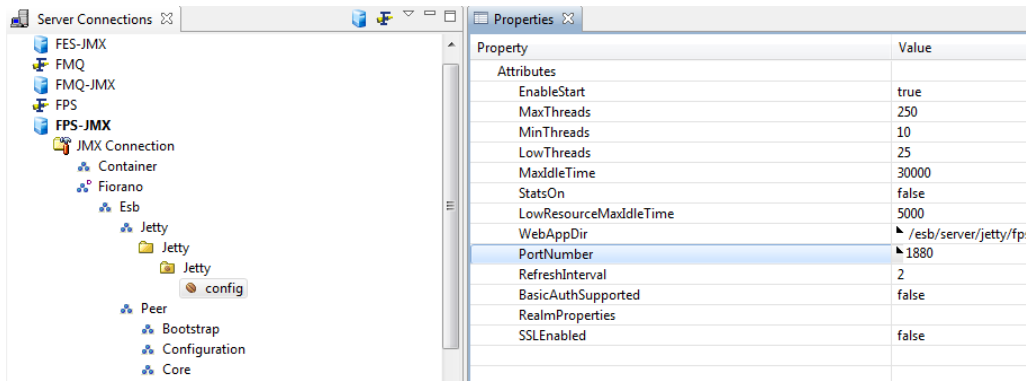 Server Connections
FES-JMX
FMQ
FMQ-JMX
FPS
FPS-JMX
JMX Connection
Container
Fiorano
Esb
Jetty
Jetty
Jetty
config
Peer
Bootstrap
Configuration
Core
Properties
Property Value
Attributes
EnableStart true
MaxThreads 250
MinThreads 10
LowThreads 25
MaxIdleTime 30000
StatsOn false
LowResourceMaxIdleTime 5000
WebAppDir /esb/server/jetty/fps
PortNumber 1880
RefreshInterval 2
BasicAuthSupported false
RealmProperties
SSLEnabled false